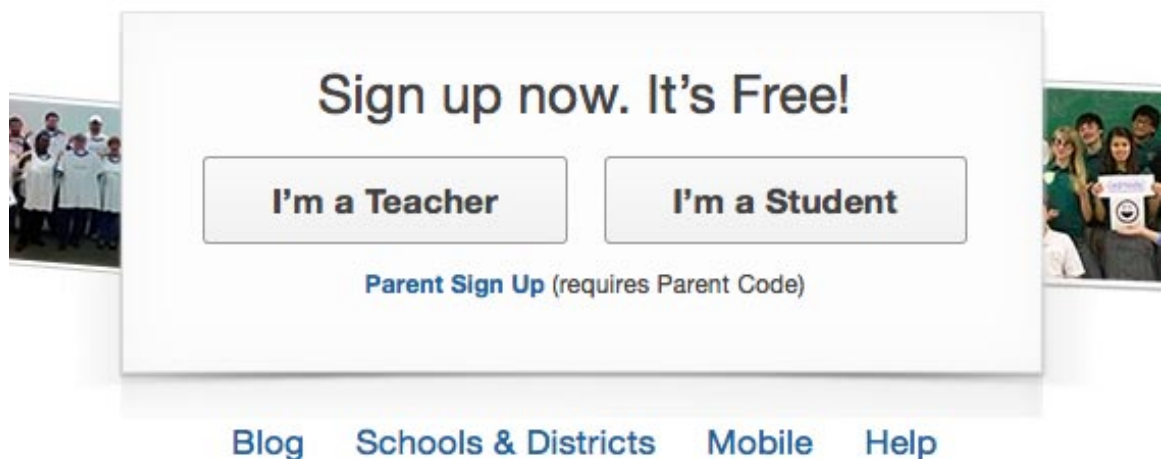 Sign up now. It's Free!
I'm a Teacher I'm a Student
Parent Sign Up (requires Parent Code)
Blog Schools & Districts Mobile Help